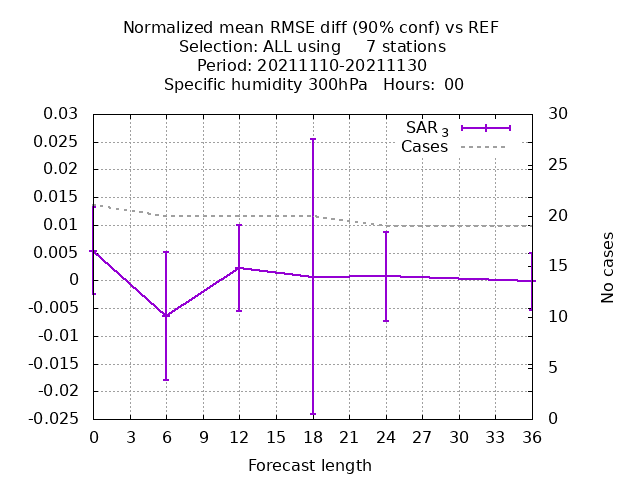 Normalized mean RMSE diff (90% conf) vs REF
Selection: ALL using     7 stations
Period: 20211110-20211130
Specific humidity 300hPa   Hours:  00
0.03 30
SAR 3
Cases
0.025 25
0.02
0.015 20
0.01
0.005 15
0
-0.005 10
-0.01
-0.015 5
-0.02
-0.025 0
No cases
0 3 6 9 12 15 18 21 24 27 30 33 36
Forecast length